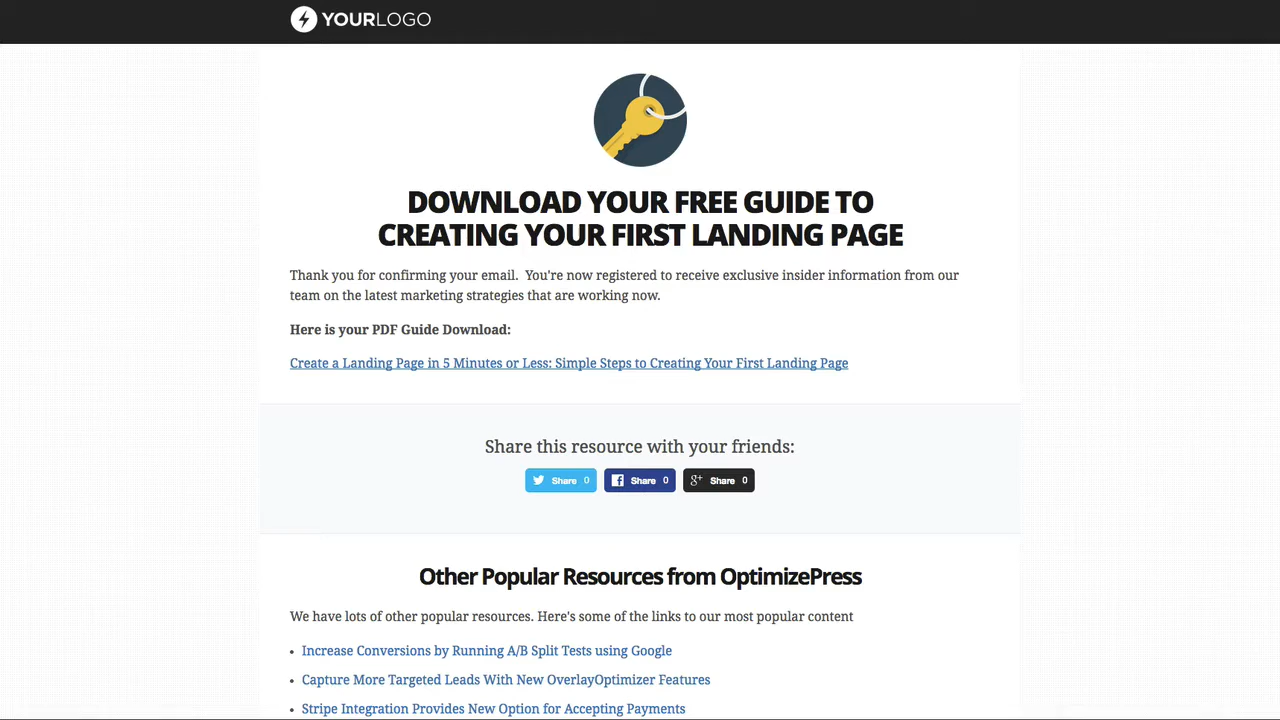 YOURLOGO
DOWNLOAD YOUR FREE GUIDE TO
CREATING YOUR FIRST LANDING PAGE
Thank you for confirming your email.  You're now registered to receive exclusive insider information from our
team on the latest marketing strategies that are working now.
Here is your PDF Guide Download:
Create a Landing Page in 5 Minutes or Less: Simple Steps to Creating Your First Landing Page
Share this resource with your friends:
Share 0 Share 0 g+ Share 0
Other Popular Resources from OptimizePress
We have lots of other popular resources. Here's some of the links to our most popular content
• Increase Conversions by Running A/B Split Tests using Google
• Capture More Targeted Leads With New OverlayOptimizer Features
• Stripe Integration Provides New Option for Accepting Payments